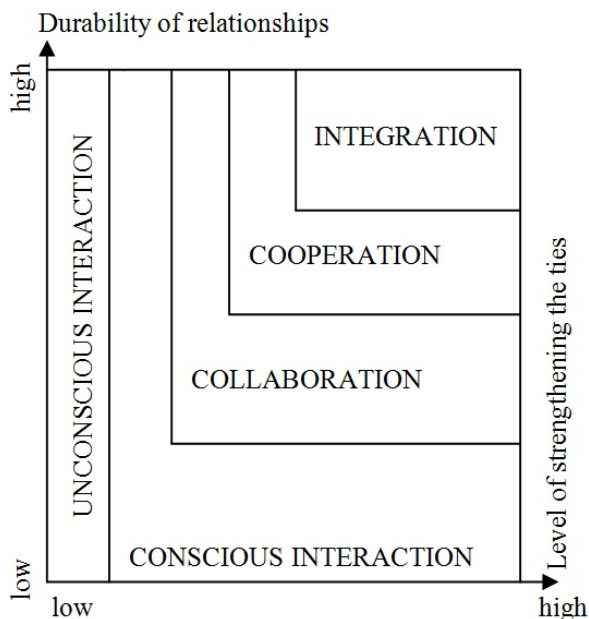 Durability of relationships
high
INTEGRATION
COOPERATION
UNCONSCIOUS INTERACTION
COLLABORATION
Level of strengthening the ties
CONSCIOUS INTERACTION
low
low
high